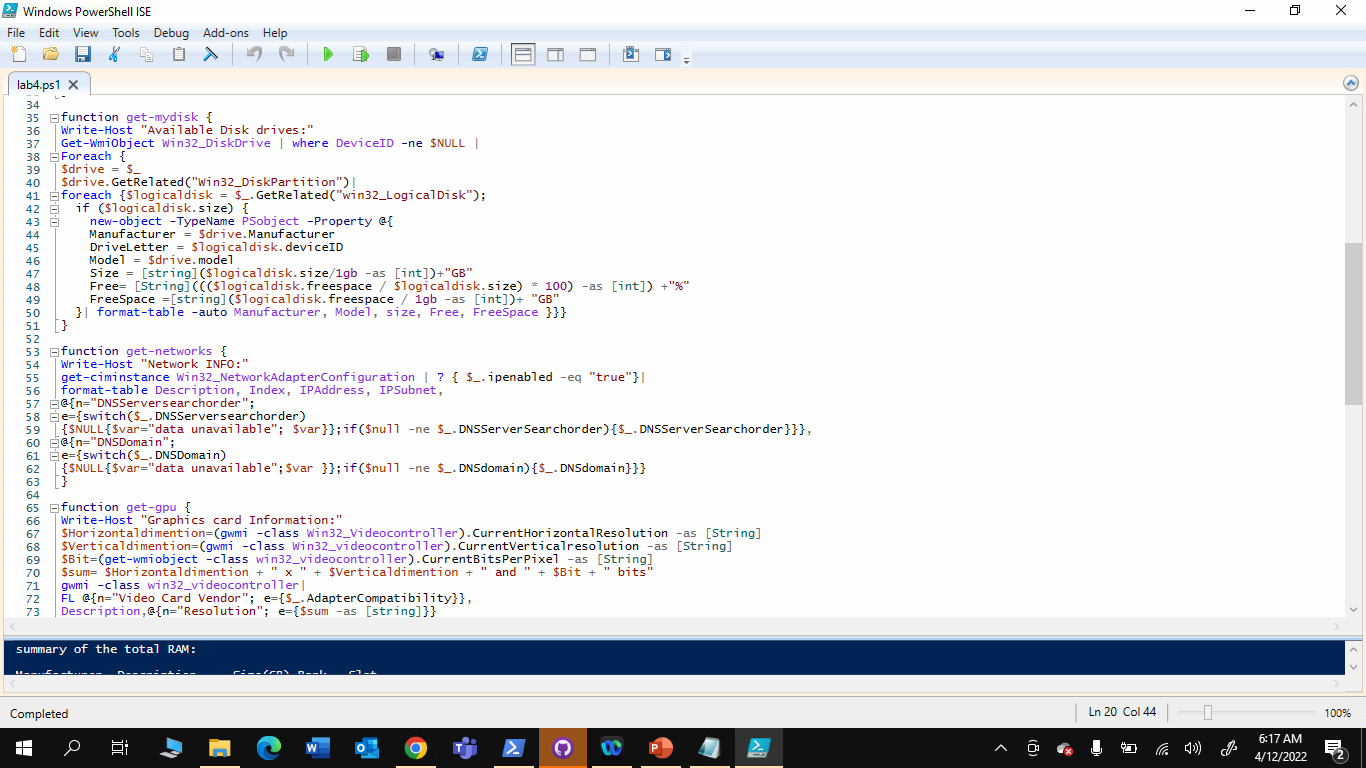 Windows PowerShell ISE
File Edit View Tools Debug Add-ons Help
lab4.ps1
34
35 function get-mydisk {
36 Write-Host "Available Disk drives:"
37 Get-WmiObject Win32_DiskDrive | where DeviceID -ne $NULL |
38 Foreach {
39 $drive = $_
40 $drive.GetRelated("Win32_DiskPartition")|
41 foreach {$logicaldisk = $_.GetRelated("win32_LogicalDisk");
42 if ($logicaldisk.size) {
43 new-object -TypeName PSobject -Property @{
44 Manufacturer = $drive.Manufacturer
45 DriveLetter = $logicaldisk.deviceID
46 Model = $drive.model
47 Size = [string]($logicaldisk.size/1gb -as [int])+"GB"
48 Free= [String]((($logicaldisk.freespace / $logicaldisk.size) * 100) -as [int]) +"%"
49 FreeSpace =[string]($logicaldisk.freespace / 1gb -as [int])+ "GB"
50 }| format-table -auto Manufacturer, Model, size, Free, FreeSpace }}}
51 }
52
53 function get-networks {
54 Write-Host "Network INFO:"
55 get-ciminstance Win32_NetworkAdapterConfiguration | ? { $_.ipenabled -eq "true"}|
56 format-table Description, Index, IPAddress, IPSubnet,
57 @{n="DNSServersearchorder";
58 e={switch($_.DNSServersearchorder)
59 {$NULL{$var="data unavailable"; $var}};if($null -ne $_.DNSServerSearchorder){$_.DNSServerSearchorder}}},
60 @{n="DNSDomain";
61 e={switch($_.DNSDomain)
62 {$NULL{$var="data unavailable";$var }};if($null -ne $_.DNSdomain){$_.DNSdomain}}}
63 }
64
65 function get-gpu {
66 Write-Host "Graphics card Information:"
67 $Horizontaldimention=(gwmi -class Win32_Videocontroller).CurrentHorizontalResolution -as [String]
68 $Verticaldimention=(gwmi -class Win32_videocontroller).CurrentVerticalresolution -as [String]
69 $Bit=(get-wmiobject -class win32_videocontroller).CurrentBitsPerPixel -as [String]
70 $sum= $Horizontaldimention + " x " + $Verticaldimention + " and " + $Bit + " bits"
71 gwmi -class win32_videocontroller|
72 FL @{n="Video Card Vendor"; e={$_.AdapterCompatibility}},
73 Description,@{n="Resolution"; e={$sum -as [string]}}
summary of the total RAM:
Completed
Ln 20 Col 44
100%
6:17 AM
4/12/2022
2